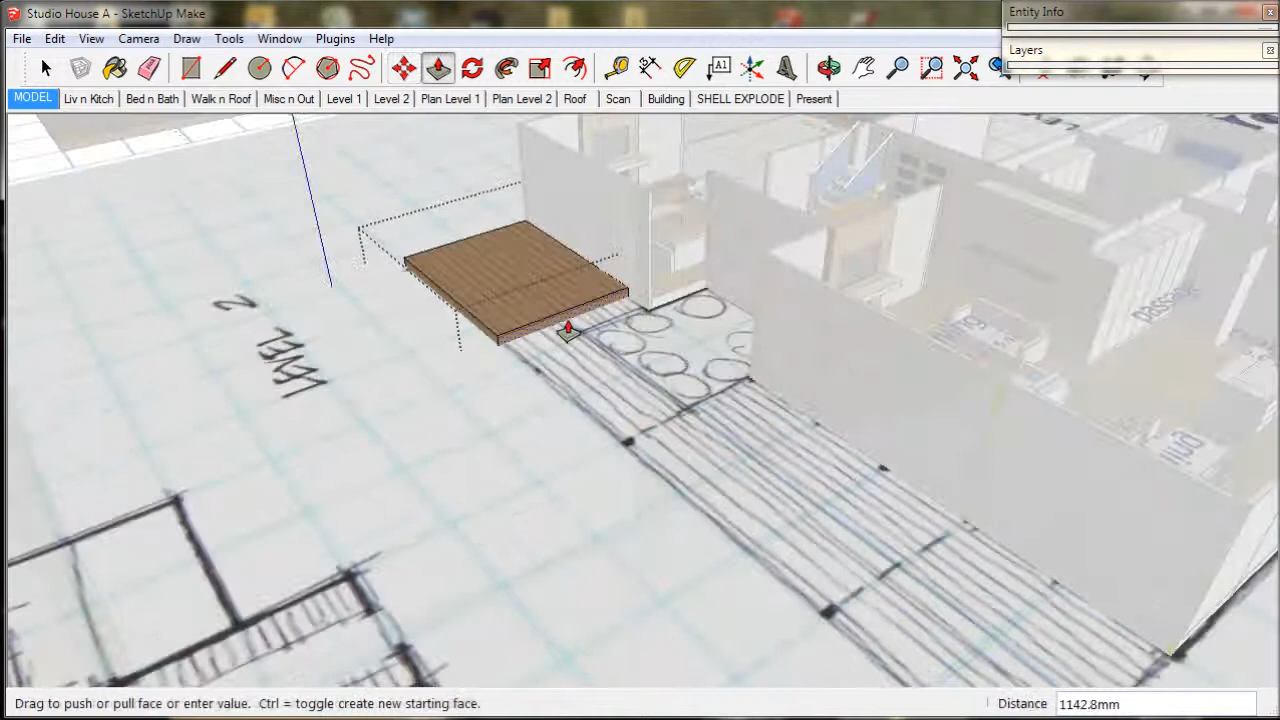 Studio House A - SketchUp Make
Entity Info
File Edit View Camera Draw Tools Window Plugins Help
Layers
A1
MODEL Liv n Kitch Bed n Bath Walk n Roof Misc n Out Level 1 Level 2 Plan Level 1 Plan Level 2 Roof Scan Building SHELL EXPLODE Present
LEVEL 2
passage
Drag to push or pull face or enter value. Ctrl = toggle create new starting face. Distance 1142.8mm